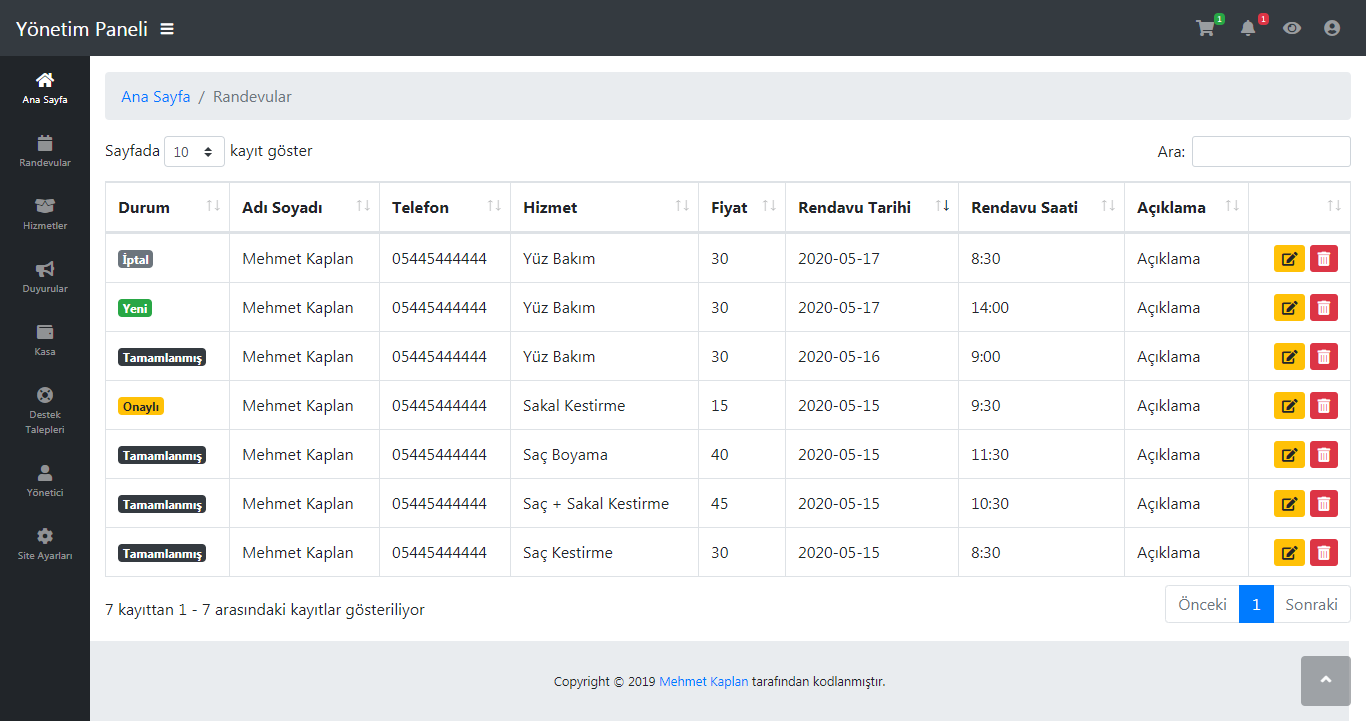 Yönetim Paneli
1
1
Ana Sayfa
Randevular
Hizmetler
Duyurular
Kasa
Destek
Talepleri
Yönetici
Site Ayarları
Ana Sayfa / Randevular
Sayfada 10 kayıt göster
Ara:
Durum Adı Soyadı Telefon Hizmet Fiyat Rendavu Tarihi Rendavu Saati Açıklama
İptal Mehmet Kaplan 05445444444 Yüz Bakım 30 2020-05-17 8:30 Açıklama
Yeni Mehmet Kaplan 05445444444 Yüz Bakım 30 2020-05-17 14:00 Açıklama
Tamamlanmış Mehmet Kaplan 05445444444 Yüz Bakım 30 2020-05-16 9:00 Açıklama
Onaylı Mehmet Kaplan 05445444444 Sakal Kestirme 15 2020-05-15 9:30 Açıklama
Tamamlanmış Mehmet Kaplan 05445444444 Saç Boyama 40 2020-05-15 11:30 Açıklama
Tamamlanmış Mehmet Kaplan 05445444444 Saç + Sakal Kestirme 45 2020-05-15 10:30 Açıklama
Tamamlanmış Mehmet Kaplan 05445444444 Saç Kestirme 30 2020-05-15 8:30 Açıklama
7 kayıttan 1 - 7 arasındaki kayıtlar gösteriliyor
Önceki 1 Sonraki
Copyright © 2019 Mehmet Kaplan tarafından kodlanmıştır.